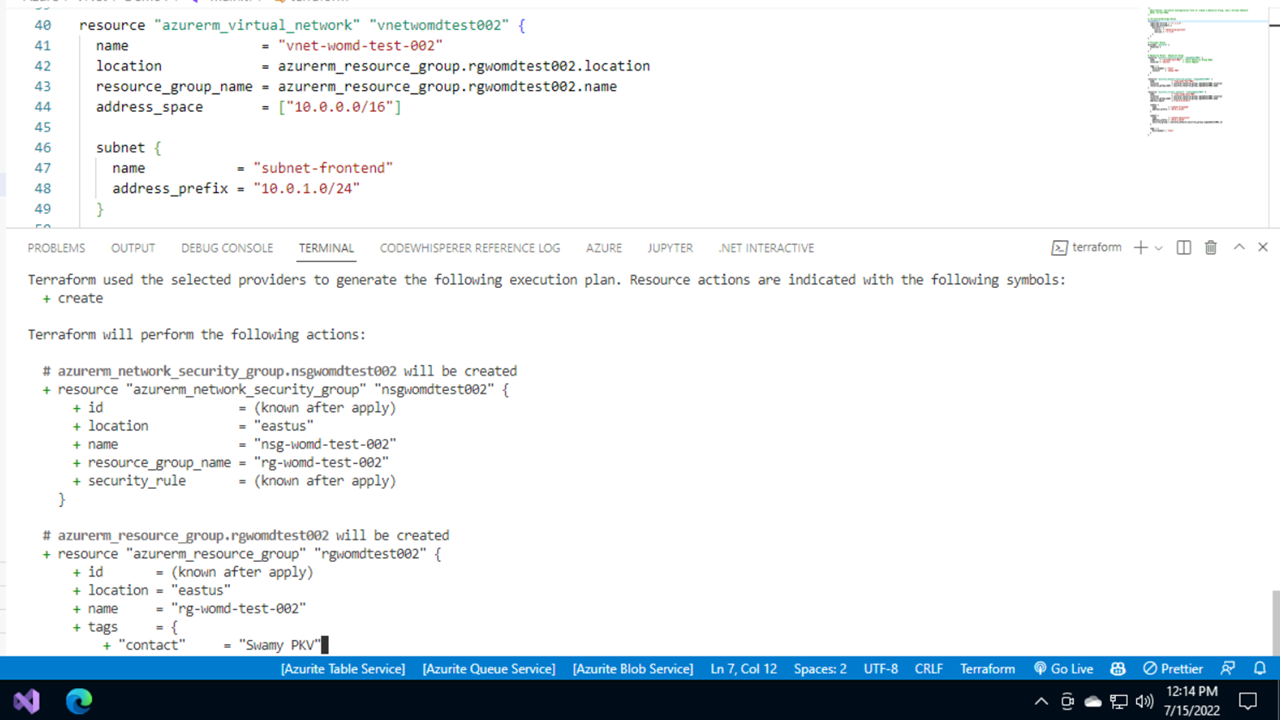 40 resource "azurerm_virtual_network" "vnetwomdtest002" {
41 name = "vnet-womd-test-002"
42 location = azurerm_resource_group.rgwomdtest002.location
43 resource_group_name = azurerm_resource_group.rgwomdtest002.name
44 address_space = ["10.0.0.0/16"]
45
46 subnet {
47 name = "subnet-frontend"
48 address_prefix = "10.0.1.0/24"
49 }
PROBLEMS OUTPUT DEBUG CONSOLE TERMINAL CODEWHISPERER REFERENCE LOG AZURE JUPYTER .NET INTERACTIVE terraform
Terraform used the selected providers to generate the following execution plan. Resource actions are indicated with the following symbols:
+ create
Terraform will perform the following actions:
# azurerm_network_security_group.nsgwomdtest002 will be created
+ resource "azurerm_network_security_group" "nsgwomdtest002" {
+ id = (known after apply)
+ location = "eastus"
+ name = "nsg-womd-test-002"
+ resource_group_name = "rg-womd-test-002"
+ security_rule = (known after apply)
}
# azurerm_resource_group.rgwomdtest002 will be created
+ resource "azurerm_resource_group" "rgwomdtest002" {
+ id = (known after apply)
+ location = "eastus"
+ name = "rg-womd-test-002"
+ tags = {
+ "contact" = "Swamy PKV"
[Azurite Table Service] [Azurite Queue Service] [Azurite Blob Service] Ln 7, Col 12 Spaces: 2 UTF-8 CRLF Terraform Go Live Prettier
12:14 PM
7/15/2022